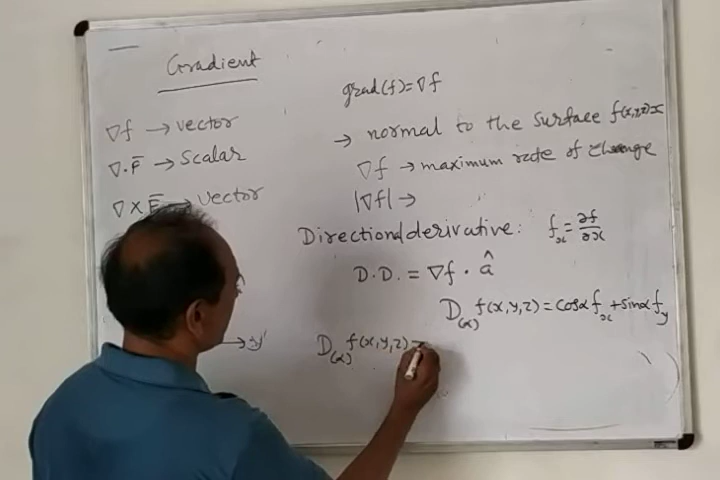 Gradient
∇f → vector
∇.F̅ → Scalar
∇×F̅ → vector
grad(f)=∇f
→ normal to the surface
∇f → maximum rate of change
|∇f| →
Directional derivative: f_x = ∂f/∂x
D.D. = ∇f · â
D_(α) f(x,y,z) = cosα f_x + sinα f_y
D_(α) f(x,y,z) =